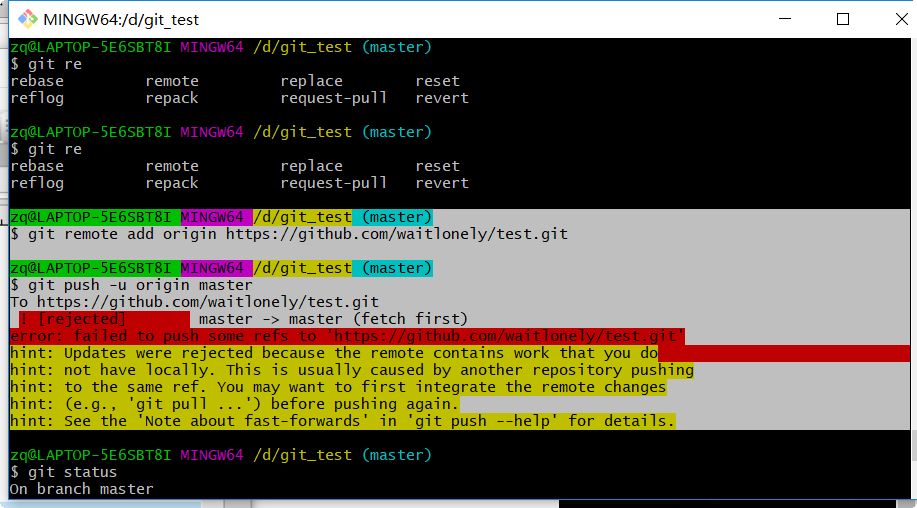 MINGW64:/d/git_test
zq@LAPTOP-5E6SBT8I MINGW64 /d/git_test (master)
$ git re
rebase remote replace reset
reflog repack request-pull revert
zq@LAPTOP-5E6SBT8I MINGW64 /d/git_test (master)
$ git re
rebase remote replace reset
reflog repack request-pull revert
zq@LAPTOP-5E6SBT8I MINGW64 /d/git_test (master)
$ git remote add origin https://github.com/waitlonely/test.git
zq@LAPTOP-5E6SBT8I MINGW64 /d/git_test (master)
$ git push -u origin master
To https://github.com/waitlonely/test.git
! [rejected] master -> master (fetch first)
error: failed to push some refs to 'https://github.com/waitlonely/test.git'
hint: Updates were rejected because the remote contains work that you do
hint: not have locally. This is usually caused by another repository pushing
hint: to the same ref. You may want to first integrate the remote changes
hint: (e.g., 'git pull ...') before pushing again.
hint: See the 'Note about fast-forwards' in 'git push --help' for details.
zq@LAPTOP-5E6SBT8I MINGW64 /d/git_test (master)
$ git status
On branch master